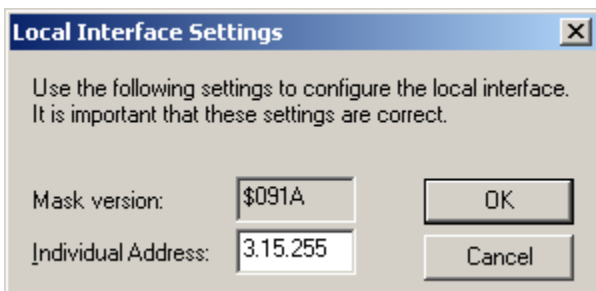 Local Interface Settings
Use the following settings to configure the local interface.
It is important that these settings are correct.
Mask version: $091A OK
Individual Address: 3.15.255 Cancel